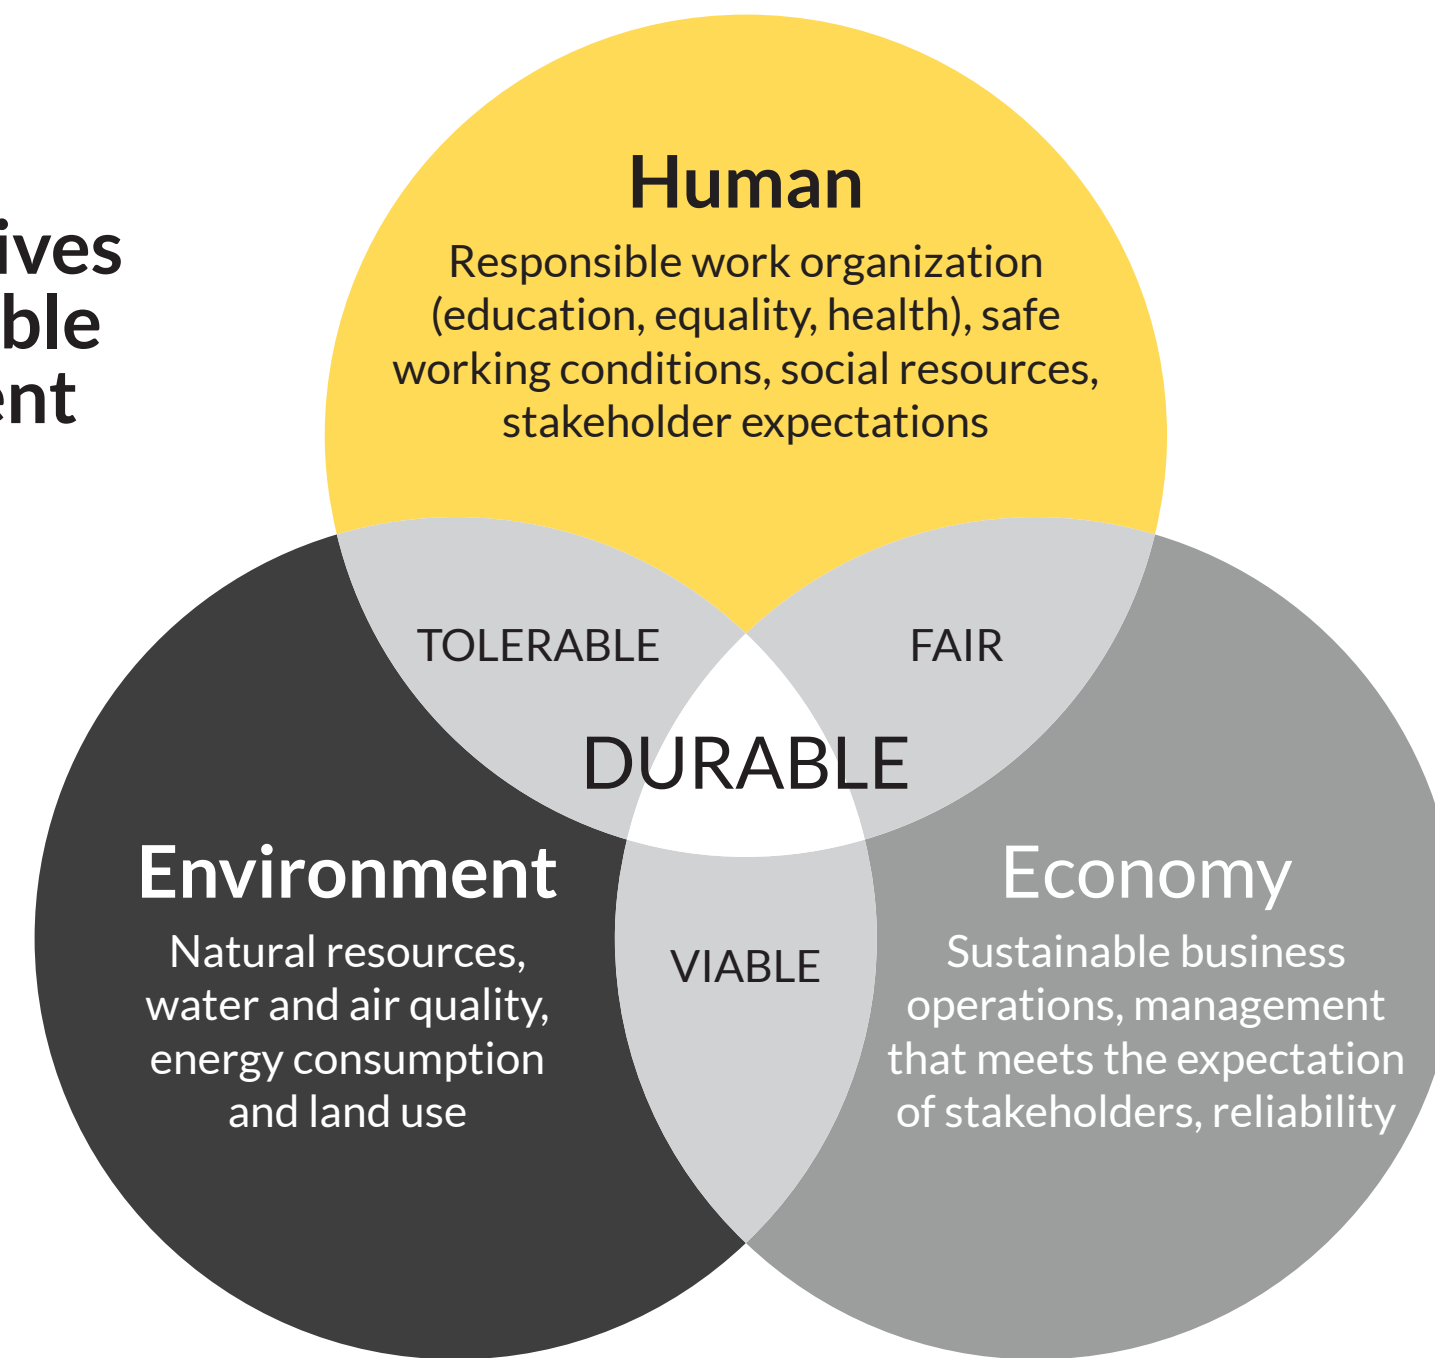 ives
ble
ent
Human
Responsible work organization
(education, equality, health), safe
working conditions, social resources,
stakeholder expectations
TOLERABLE
FAIR
DURABLE
Environment
Natural resources,
water and air quality,
energy consumption
and land use
VIABLE
Economy
Sustainable business
operations, management
that meets the expectation
of stakeholders, reliability